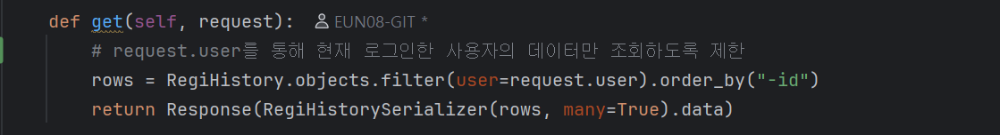 def get(self, request): EUN08-GIT *
# request.user를 통해 현재 로그인한 사용자의 데이터만 조회하도록 제한
rows = RegiHistory.objects.filter(user=request.user).order_by("-id")
return Response(RegiHistorySerializer(rows, many=True).data)